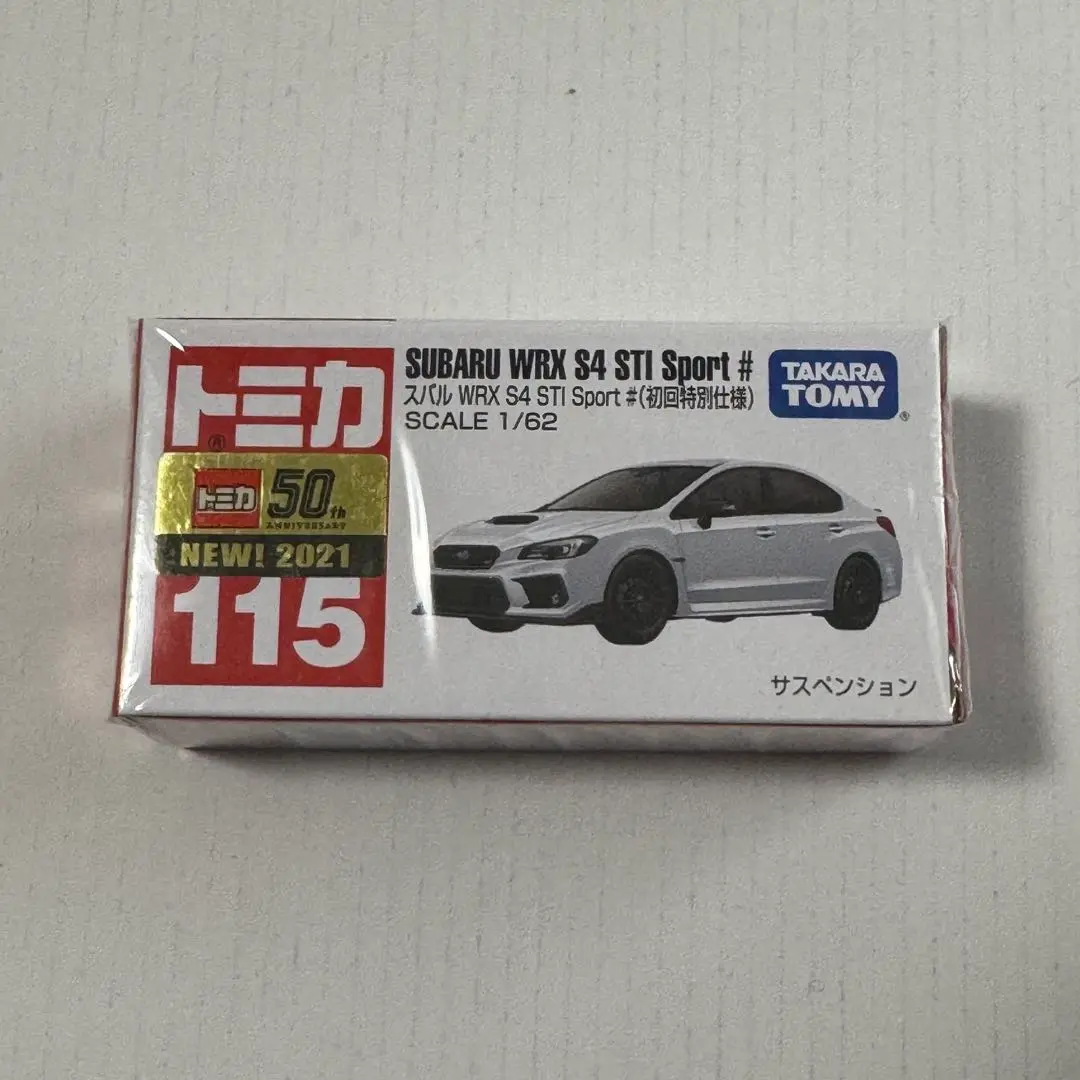 トミカ
®
トミカ 50th
ANNIVERSARY
NEW! 2021
115
SUBARU WRX S4 STI Sport #
スバル WRX S4 STI Sport #(初回特別仕様)
SCALE 1/62
TAKARA
TOMY®
サスペンション